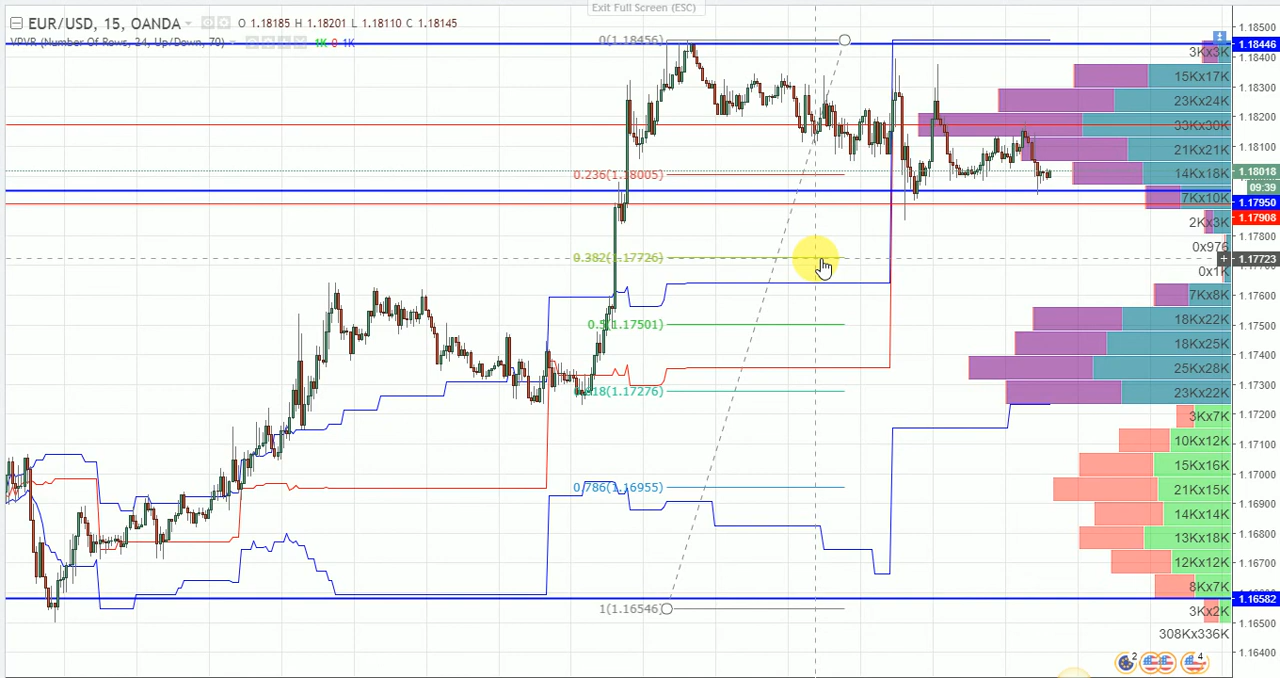 Exit Full Screen (ESC)
EUR/USD, 15, OANDA O 1.18185 H 1.18201 L 1.18110 C 1.18145
VPVR (Number Of Rows, 24, Up/Down, 70) 1K 0 1K
0(1.18456)
0.236(1.18005)
0.382(1.17726)
0.5(1.17501)
0.618(1.17276)
0.786(1.16955)
1(1.16546)
3Kx3K
15Kx17K
23Kx24K
33Kx30K
21Kx21K
14Kx18K
7Kx10K
2Kx3K
0x976
0x1K
7Kx8K
18Kx22K
18Kx25K
25Kx28K
23Kx22K
3Kx7K
10Kx12K
15Kx16K
21Kx15K
14Kx14K
13Kx18K
12Kx12K
8Kx7K
3Kx2K
308Kx336K
1.18500
1.18446
1.18400
1.18300
1.18200
1.18100
1.18018
09:39
1.17950
1.17908
1.17800
1.17723
1.17600
1.17500
1.17400
1.17300
1.17200
1.17100
1.17000
1.16900
1.16800
1.16700
1.16582
1.16500
1.16400
2
4